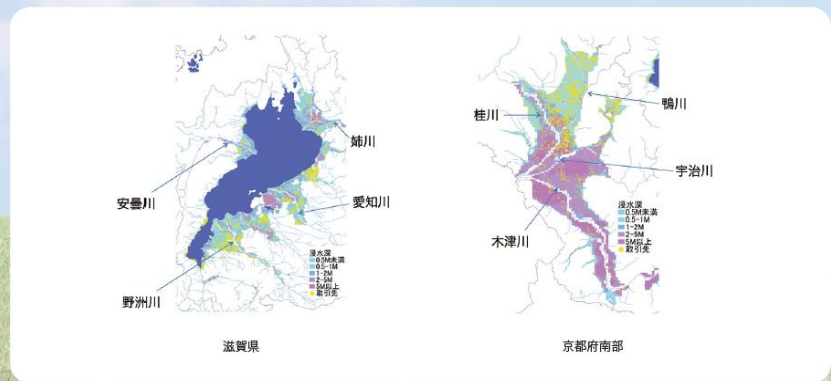 姉川
安曇川
愛知川
野洲川
浸水深
0.5M未満
0.5-1M
1-2M
2-5M
5M以上
取引先
滋賀県
鴨川
桂川
宇治川
木津川
浸水深
0.5M未満
0.5-1M
1-2M
2-5M
5M以上
取引先
京都府南部